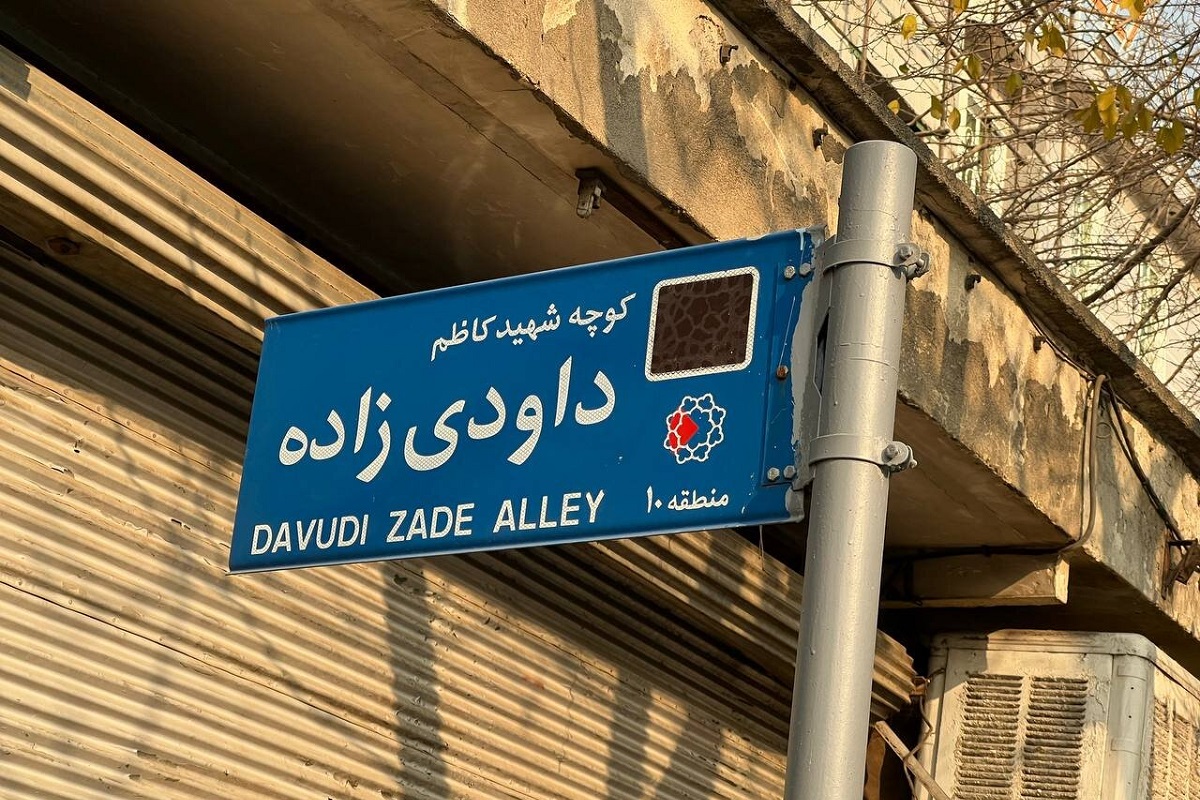 کوچه شهید کاظم
داودی زاده
DAVUDI ZADE ALLEY
منطقه ۱۰